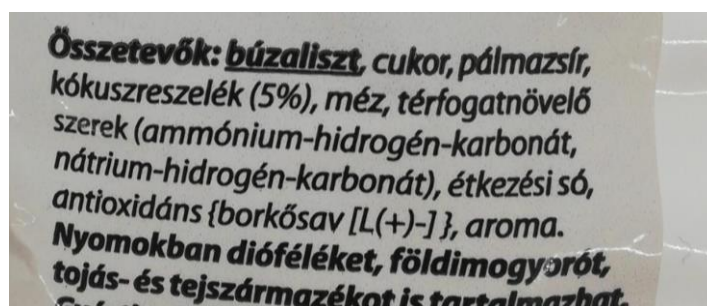 Összetevők: búzaliszt, cukor, pálmazsír,
kókuszreszelék (5%), méz, térfogatnövelő
szerek (ammónium-hidrogén-karbonát,
nátrium-hidrogén-karbonát), étkezési só,
antioxidáns {borkősav [L(+)-] }, aroma.
Nyomokban dióféléket, földimogyorót,
tojás- és tejszármazékot is tartalmazhat.